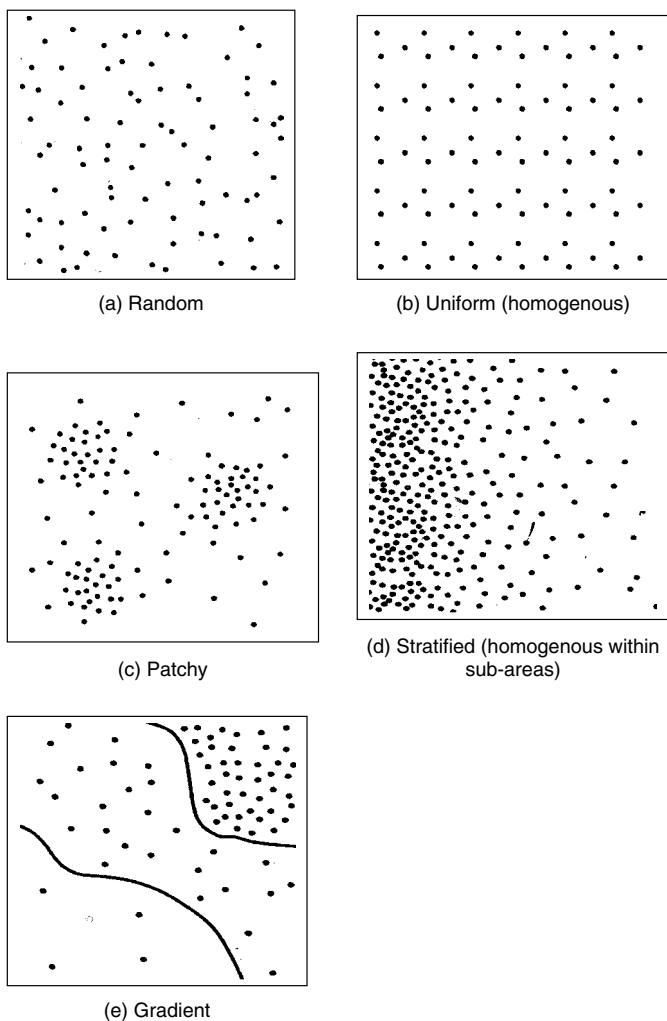 (a) Random
(b) Uniform (homogenous)
(c) Patchy
(d) Stratified (homogenous within
sub-areas)
(e) Gradient